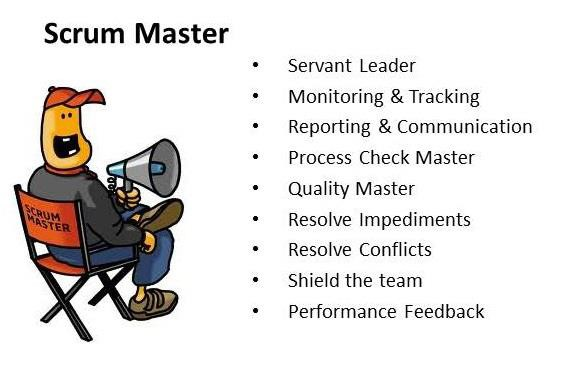 Scrum Master
• Servant Leader
• Monitoring & Tracking
• Reporting & Communication
• Process Check Master
• Quality Master
• Resolve Impediments
• Resolve Conflicts
• Shield the team
• Performance Feedback
SCRUM
MASTER